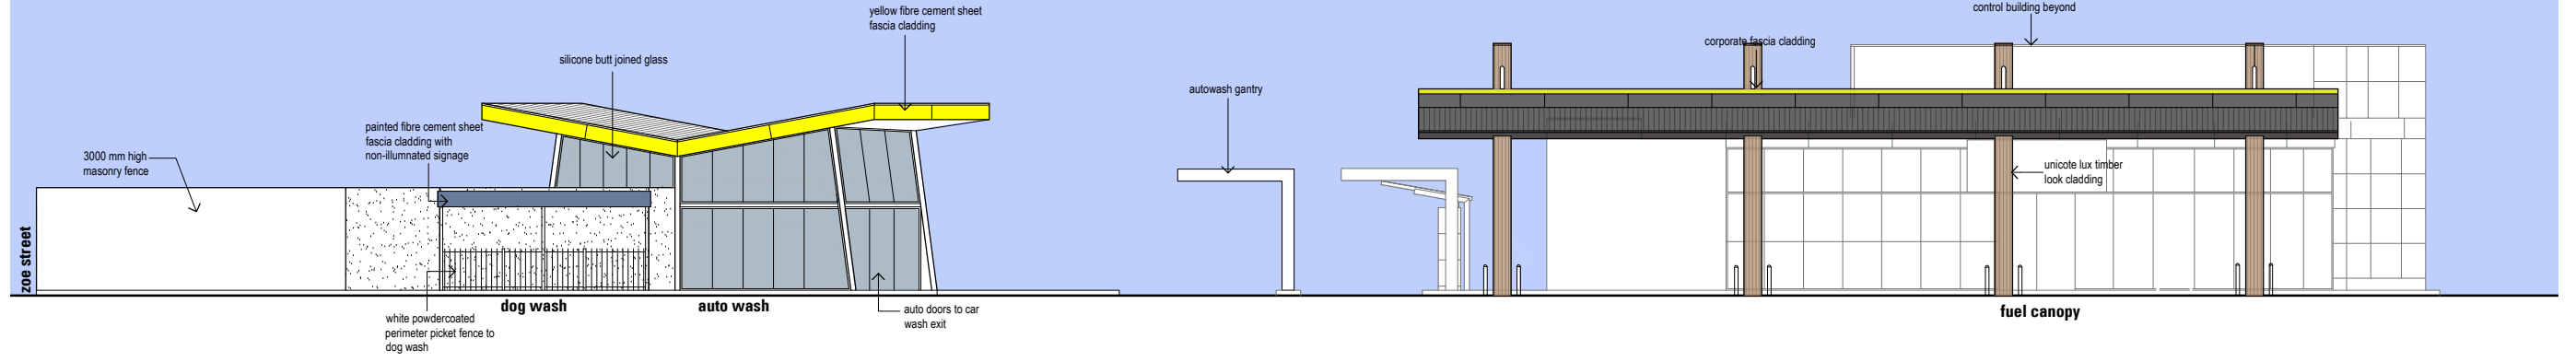 zoe street
3000 mm high
masonry fence
painted fibre cement sheet
fascia cladding with
non-illumnated signage
white powdercoated
perimeter picket fence to
dog wash
dog wash
silicone butt joined glass
auto wash
yellow fibre cement sheet
fascia cladding
auto doors to car
wash exit
autowash gantry
corporate fascia cladding
control building beyond
unicote lux timber
look cladding
fuel canopy